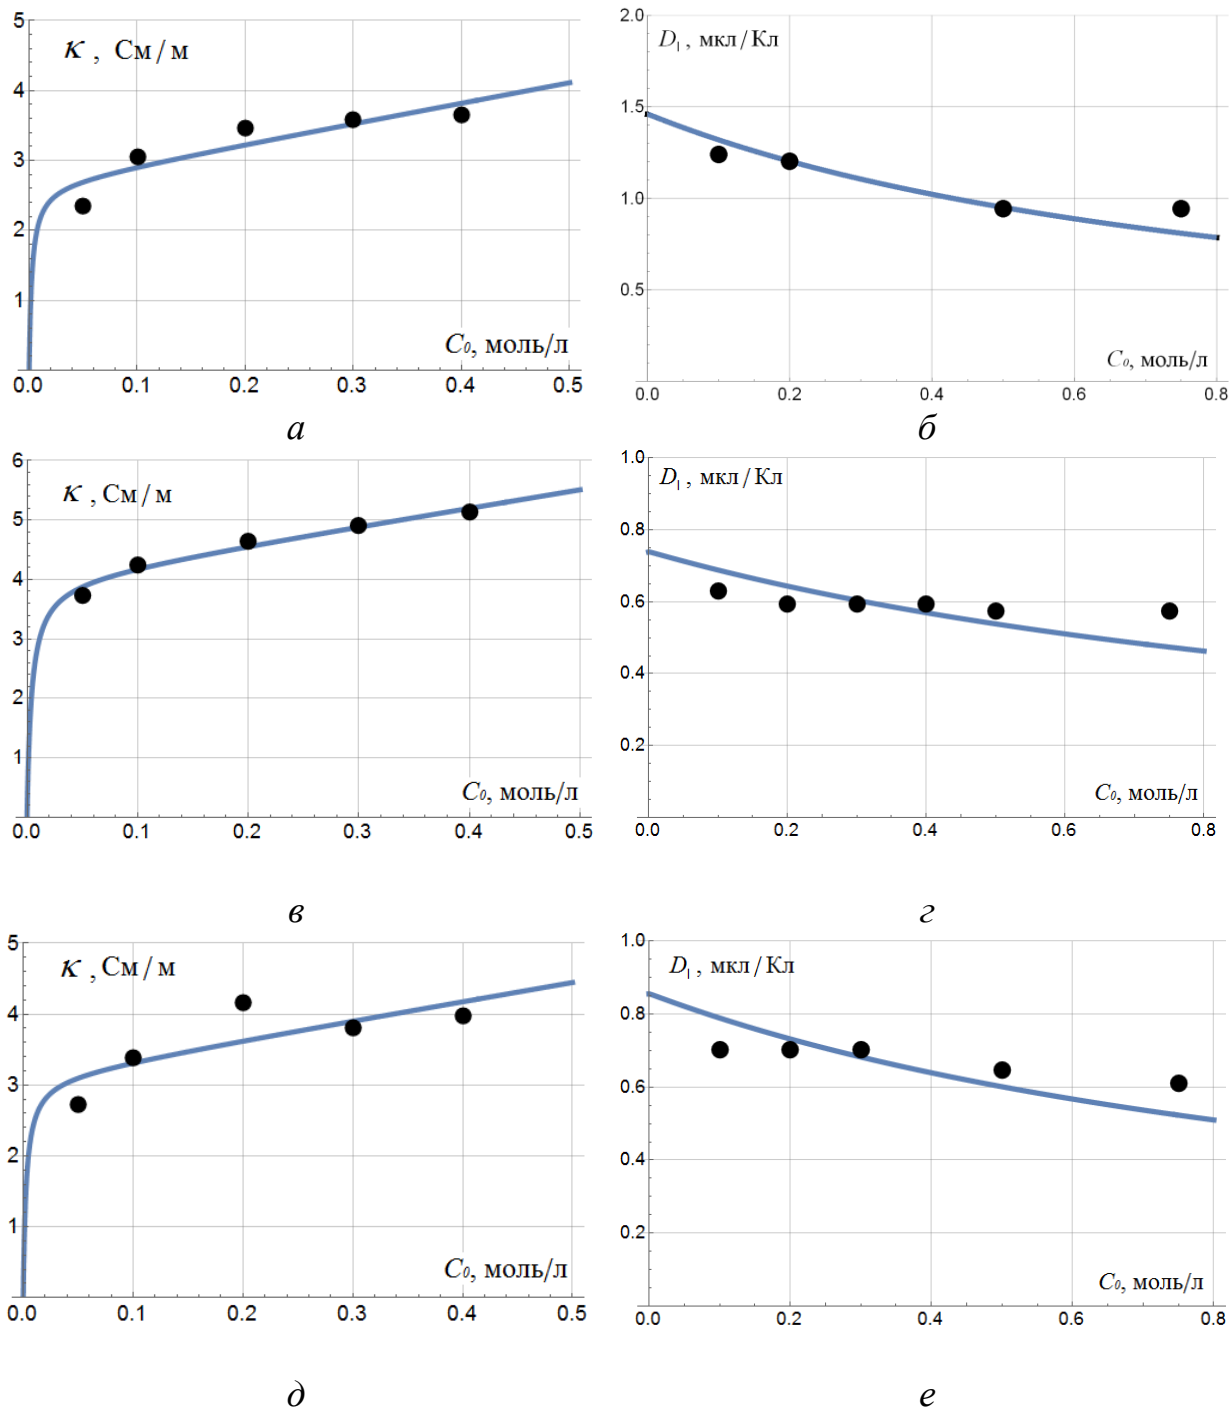 κ , См / м
5
4
3
2
1
0.0 0.1 0.2 0.3 0.4 0.5
C₀, моль/л
а
D₁ , мкл / Кл
2.0
1.5
1.0
0.5
0.0 0.2 0.4 0.6 0.8
C₀, моль/л
б
κ , См / м
6
5
4
3
2
1
0.0 0.1 0.2 0.3 0.4 0.5
C₀, моль/л
в
D₁ , мкл / Кл
1.0
0.8
0.6
0.4
0.2
0.0 0.2 0.4 0.6 0.8
C₀, моль/л
г
κ , См / м
5
4
3
2
1
0.0 0.1 0.2 0.3 0.4 0.5
C₀, моль/л
д
D₁ , мкл / Кл
1.0
0.8
0.6
0.4
0.2
0.0 0.2 0.4 0.6 0.8
C₀, моль/л
е